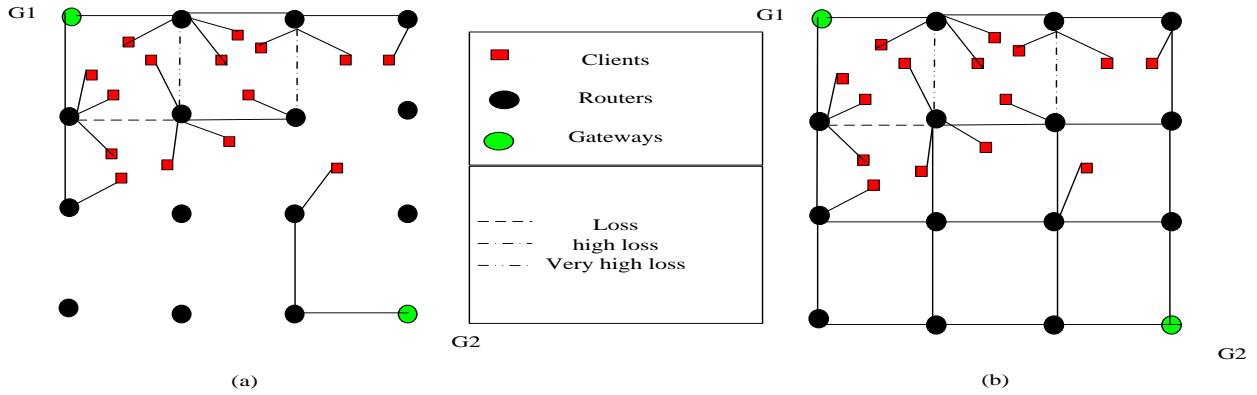 G1
G1
Clients
Routers
Gateways
Loss
high loss
Very high loss
G2
G2
(a)
(b)